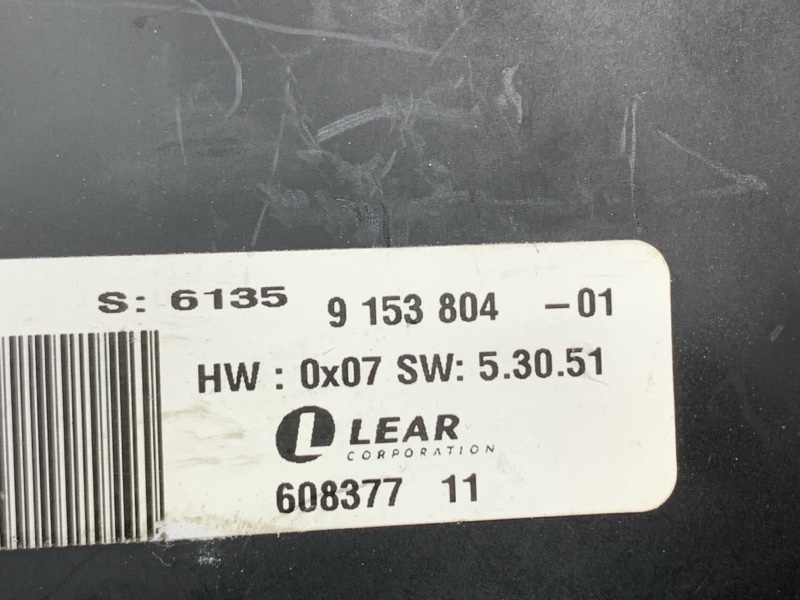 S: 6135 9 153 804 -01
HW : 0x07 SW: 5.30.51
L LEAR
CORPORATION
608377 11